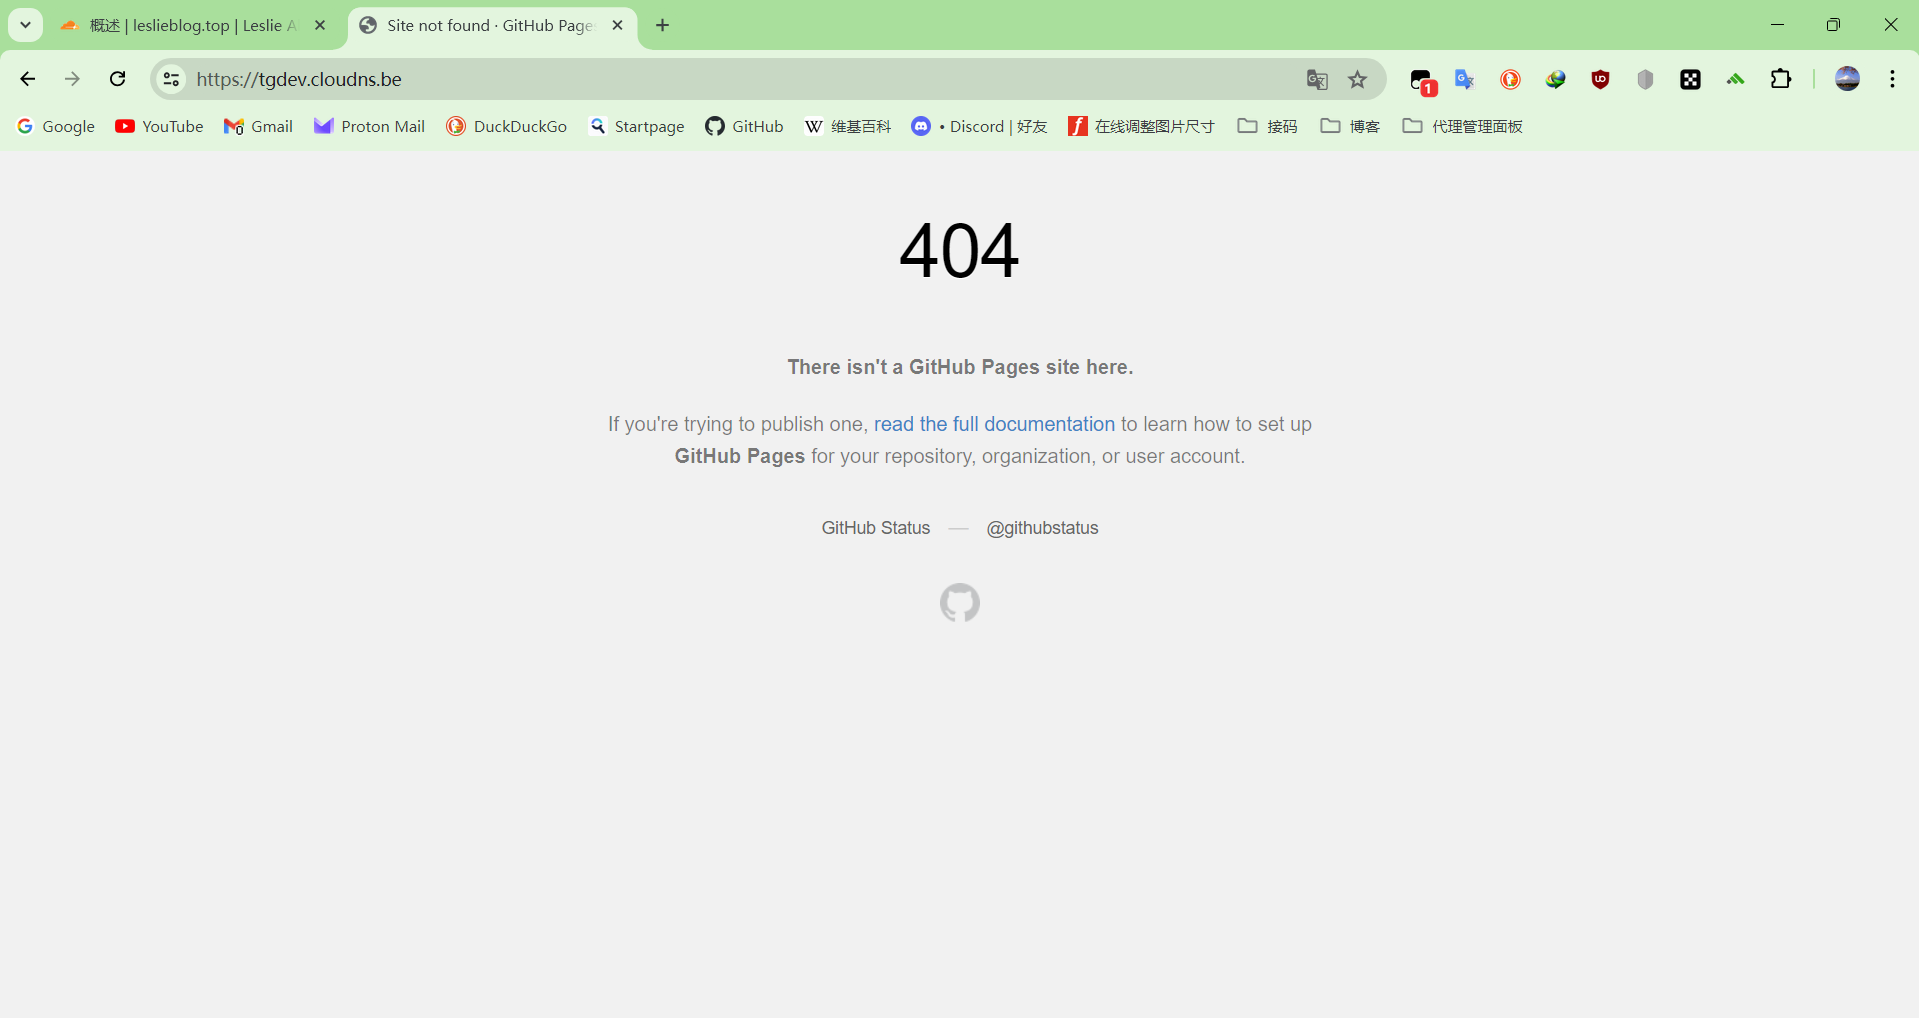 概述 | leslieblog.top | Leslie A
Site not found · GitHub Page
https://tgdev.cloudns.be
1
Google
YouTube
Gmail
Proton Mail
DuckDuckGo
Startpage
GitHub
维基百科
• Discord | 好友
在线调整图片尺寸
接码
博客
代理管理面板
404
There isn't a GitHub Pages site here.
If you're trying to publish one, read the full documentation to learn how to set up
GitHub Pages for your repository, organization, or user account.
GitHub Status — @githubstatus